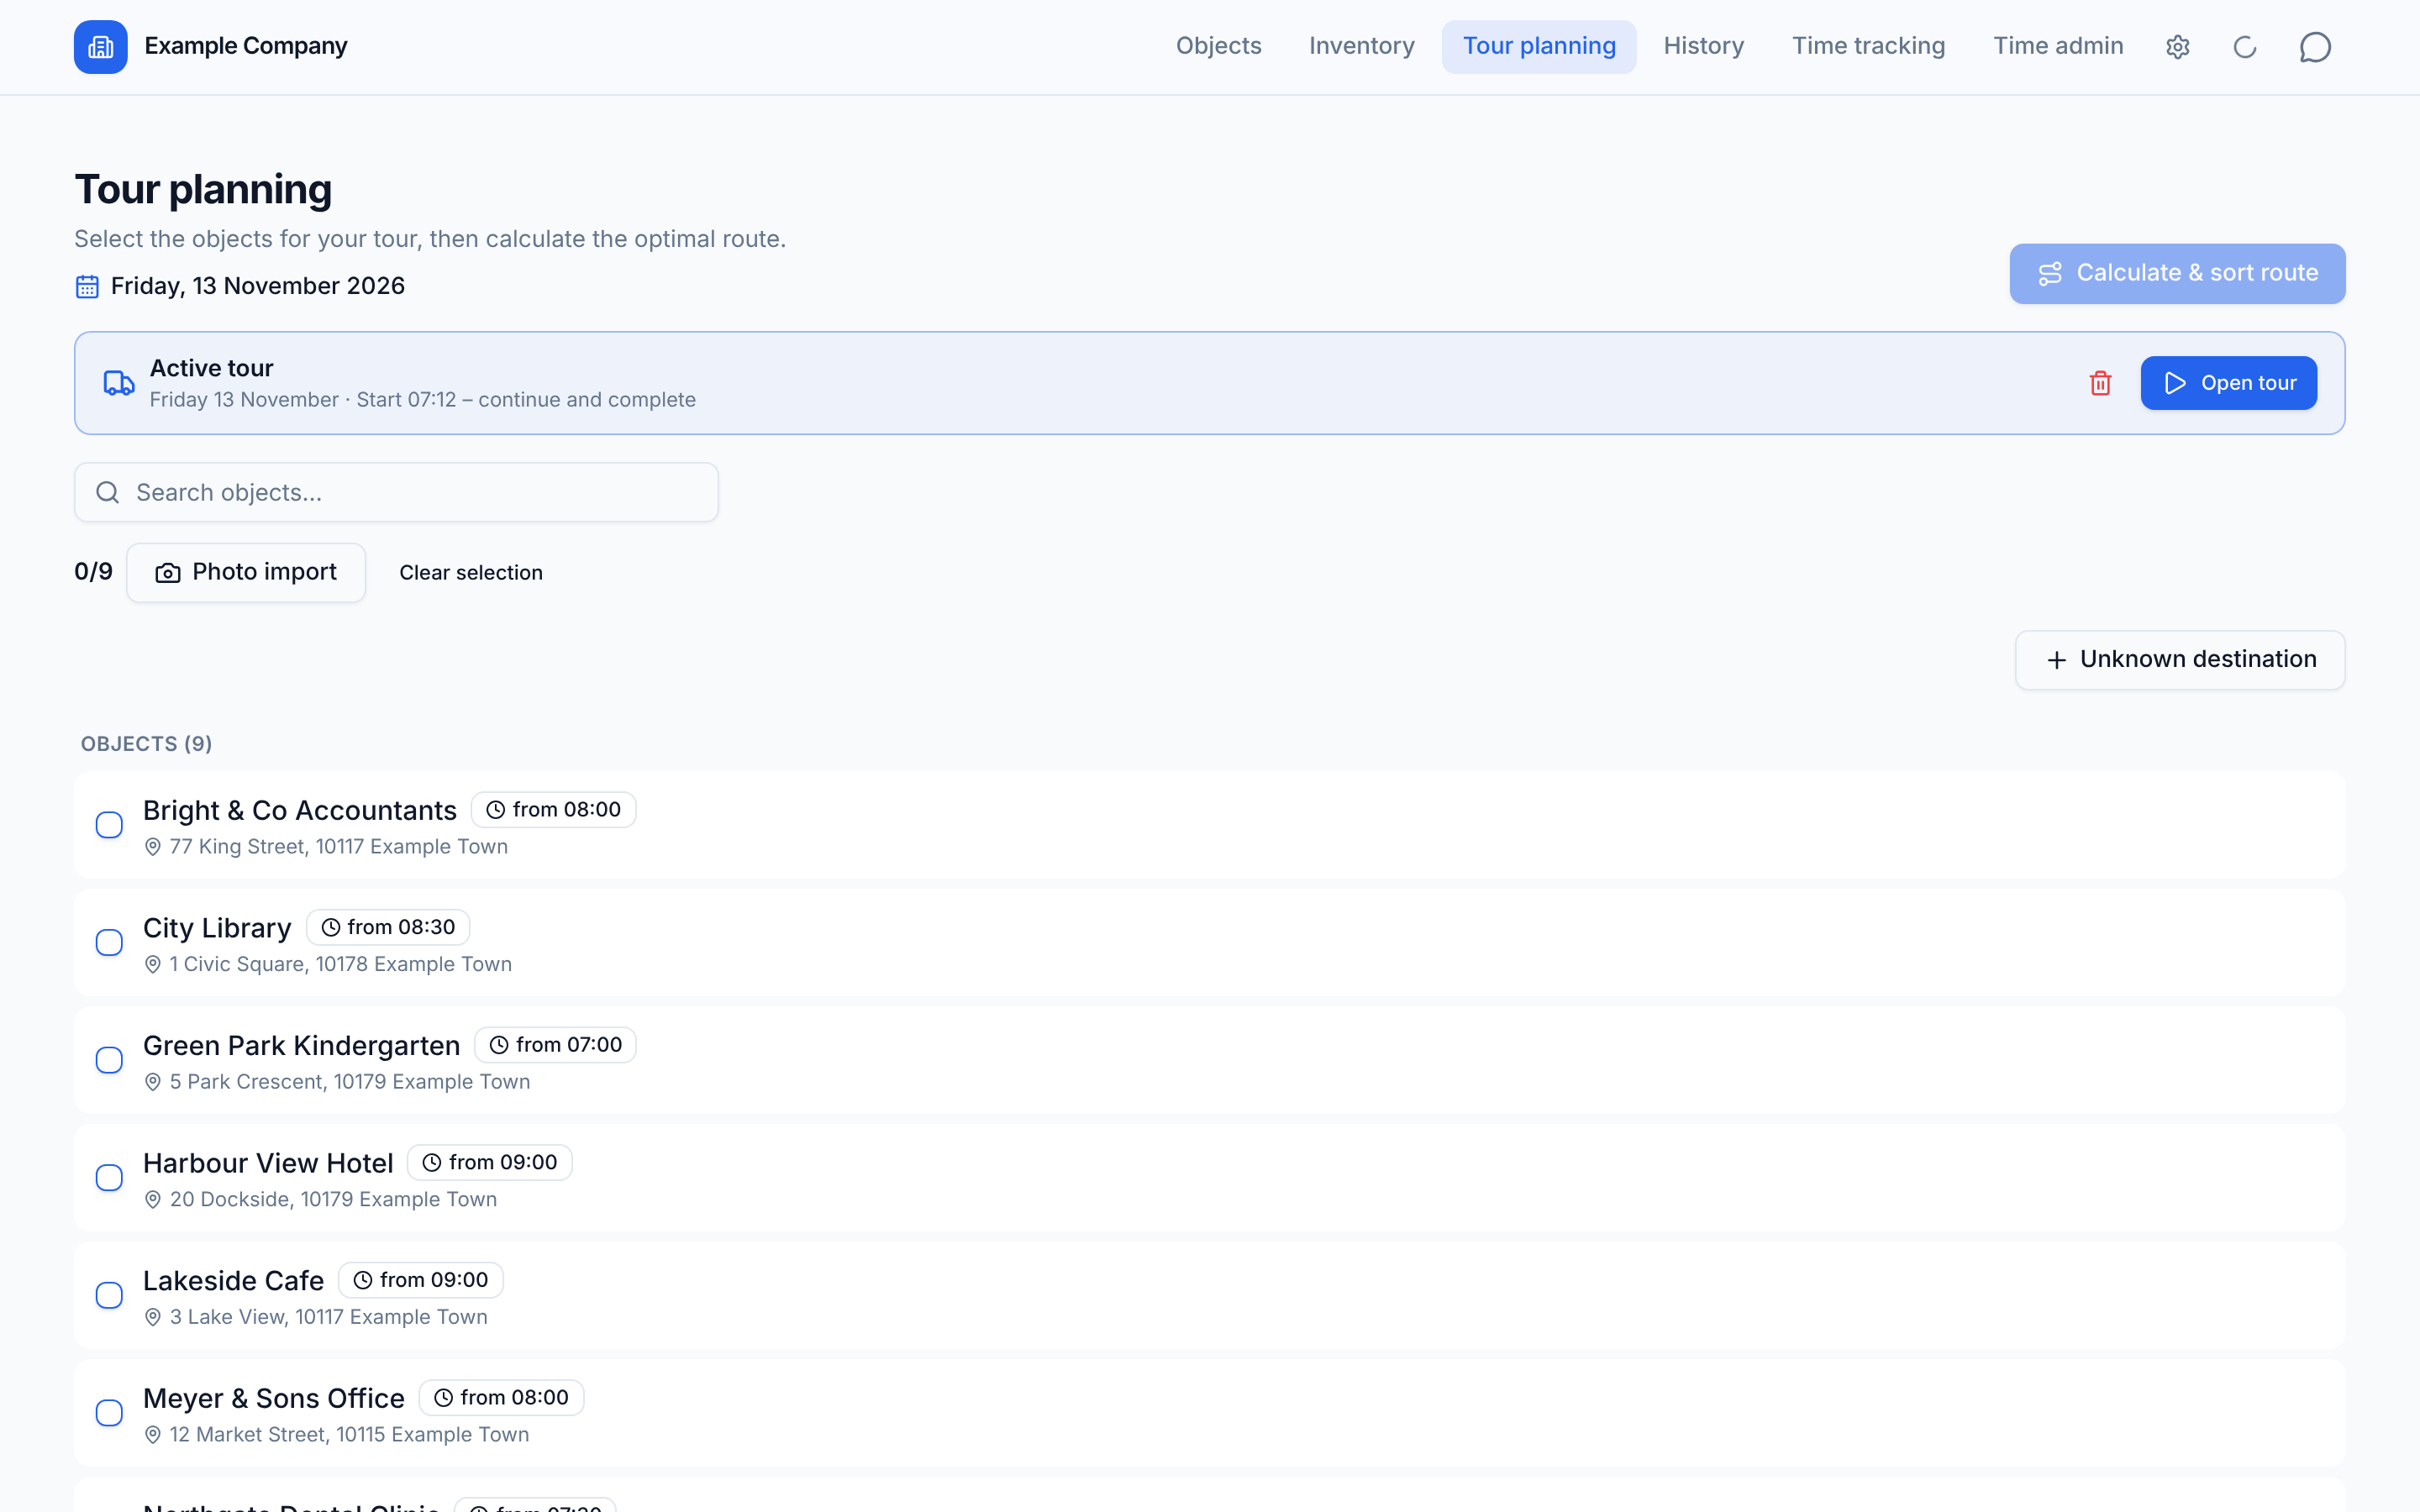 Example Company
Objects
Inventory
Tour planning
History
Time tracking
Time admin
Tour planning
Select the objects for your tour, then calculate the optimal route.
Friday, 13 November 2026
Calculate & sort route
Active tour
Friday 13 November · Start 07:12 – continue and complete
Open tour
Search objects...
0/9
Photo import
Clear selection
Unknown destination
OBJECTS (9)
Bright & Co Accountants from 08:00
77 King Street, 10117 Example Town
City Library from 08:30
1 Civic Square, 10178 Example Town
Green Park Kindergarten from 07:00
5 Park Crescent, 10179 Example Town
Harbour View Hotel from 09:00
20 Dockside, 10179 Example Town
Lakeside Cafe from 09:00
3 Lake View, 10117 Example Town
Meyer & Sons Office from 08:00
12 Market Street, 10115 Example Town
Northgate Dental Clinic from 07:30